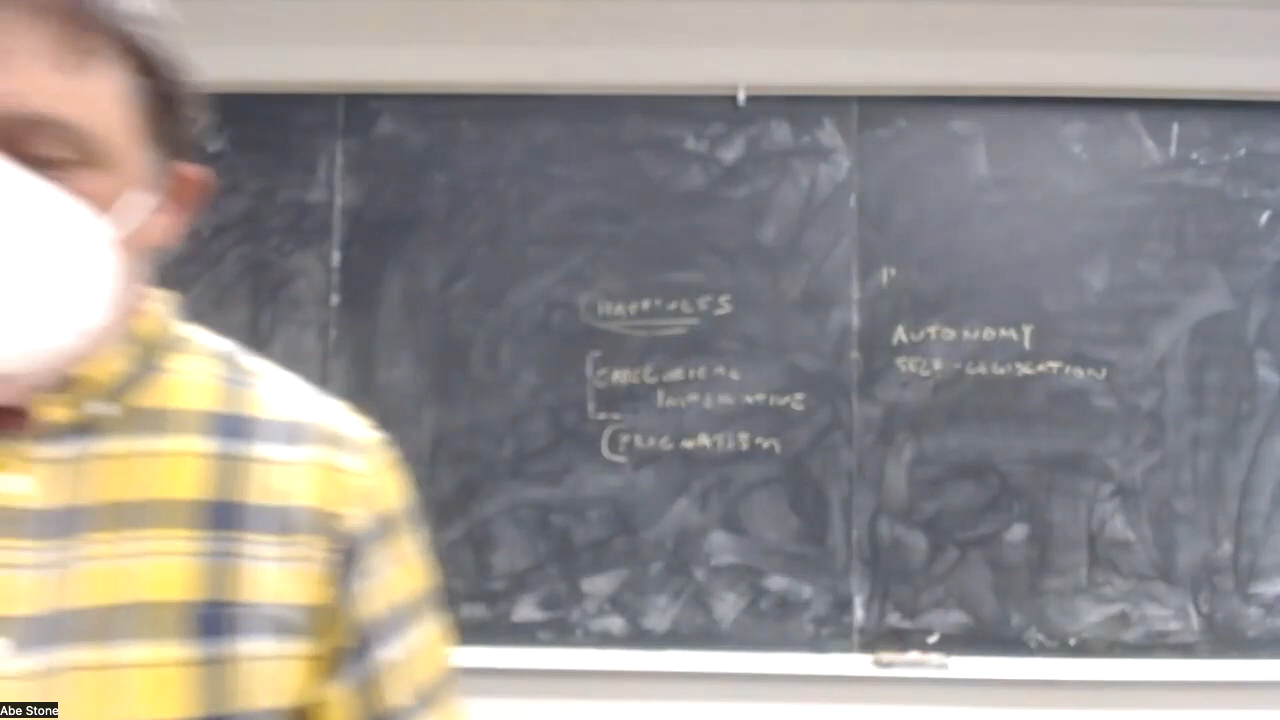 HAPPINESS
CATEGORICAL
IMPERATIVE
(PRAGMATISM
AUTONOMY
SELF-LEGISLATION
Abe Stone